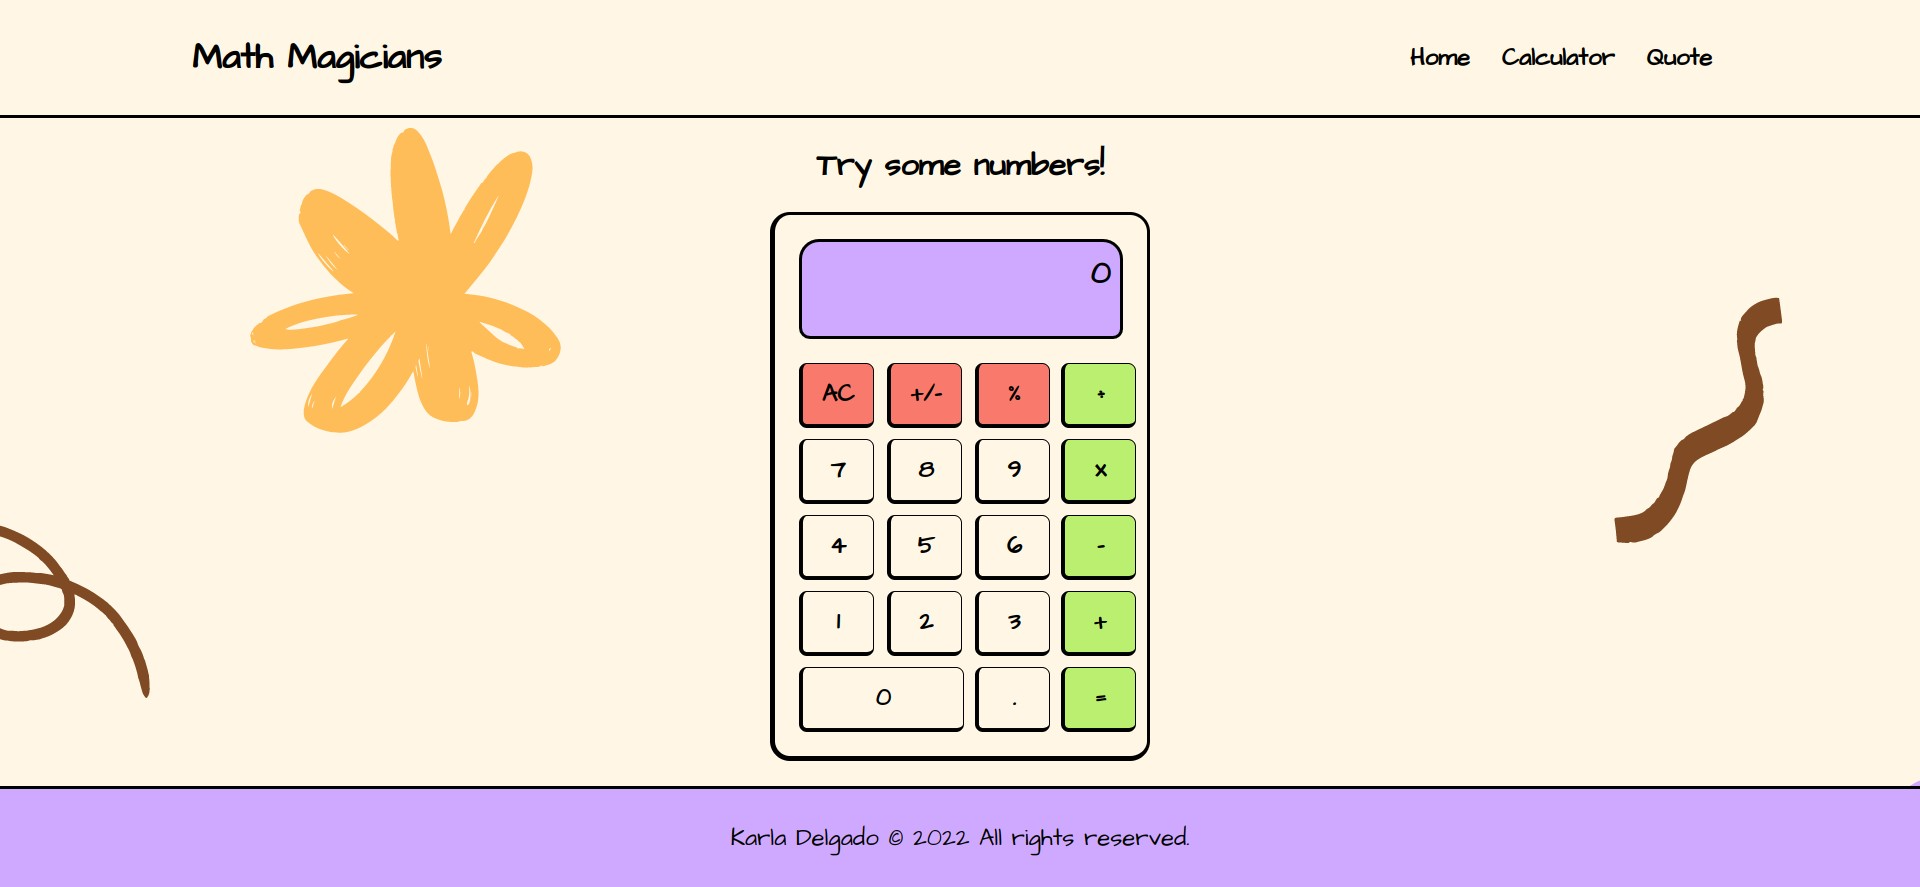 Math Magicians
Home Calculator Quote
Try some numbers!
0
AC +/- % ÷
7 8 9 x
4 5 6 -
1 2 3 +
0 . =
Karla Delgado © 2022 All rights reserved.